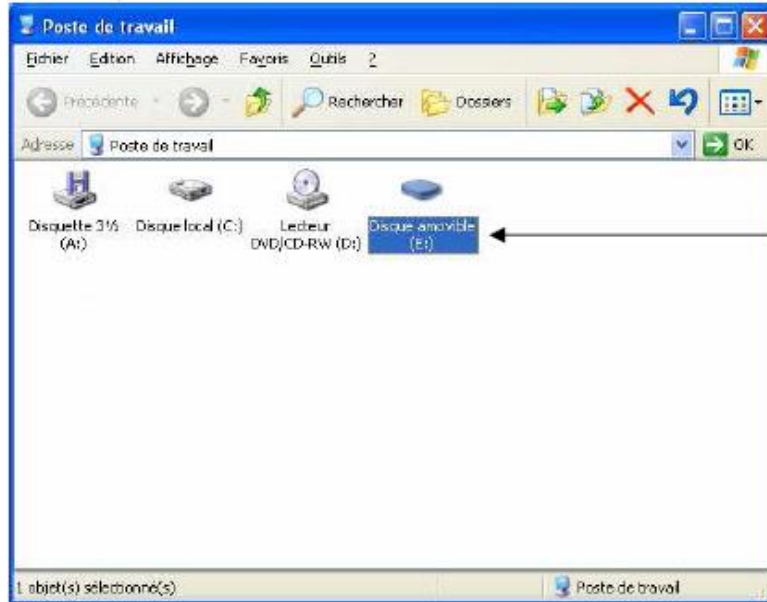 Poste de travail
Fichier Edition Affichage Favoris Outils ?
Précédente Rechercher Dossiers
Adresse Poste de travail OK
Disquette 3½ (A:)
Disque local (C:)
Lecteur
DVD/CD-RW (D:)
Disque amovible
(E:)
1 objet(s) sélectionné(s) Poste de travail